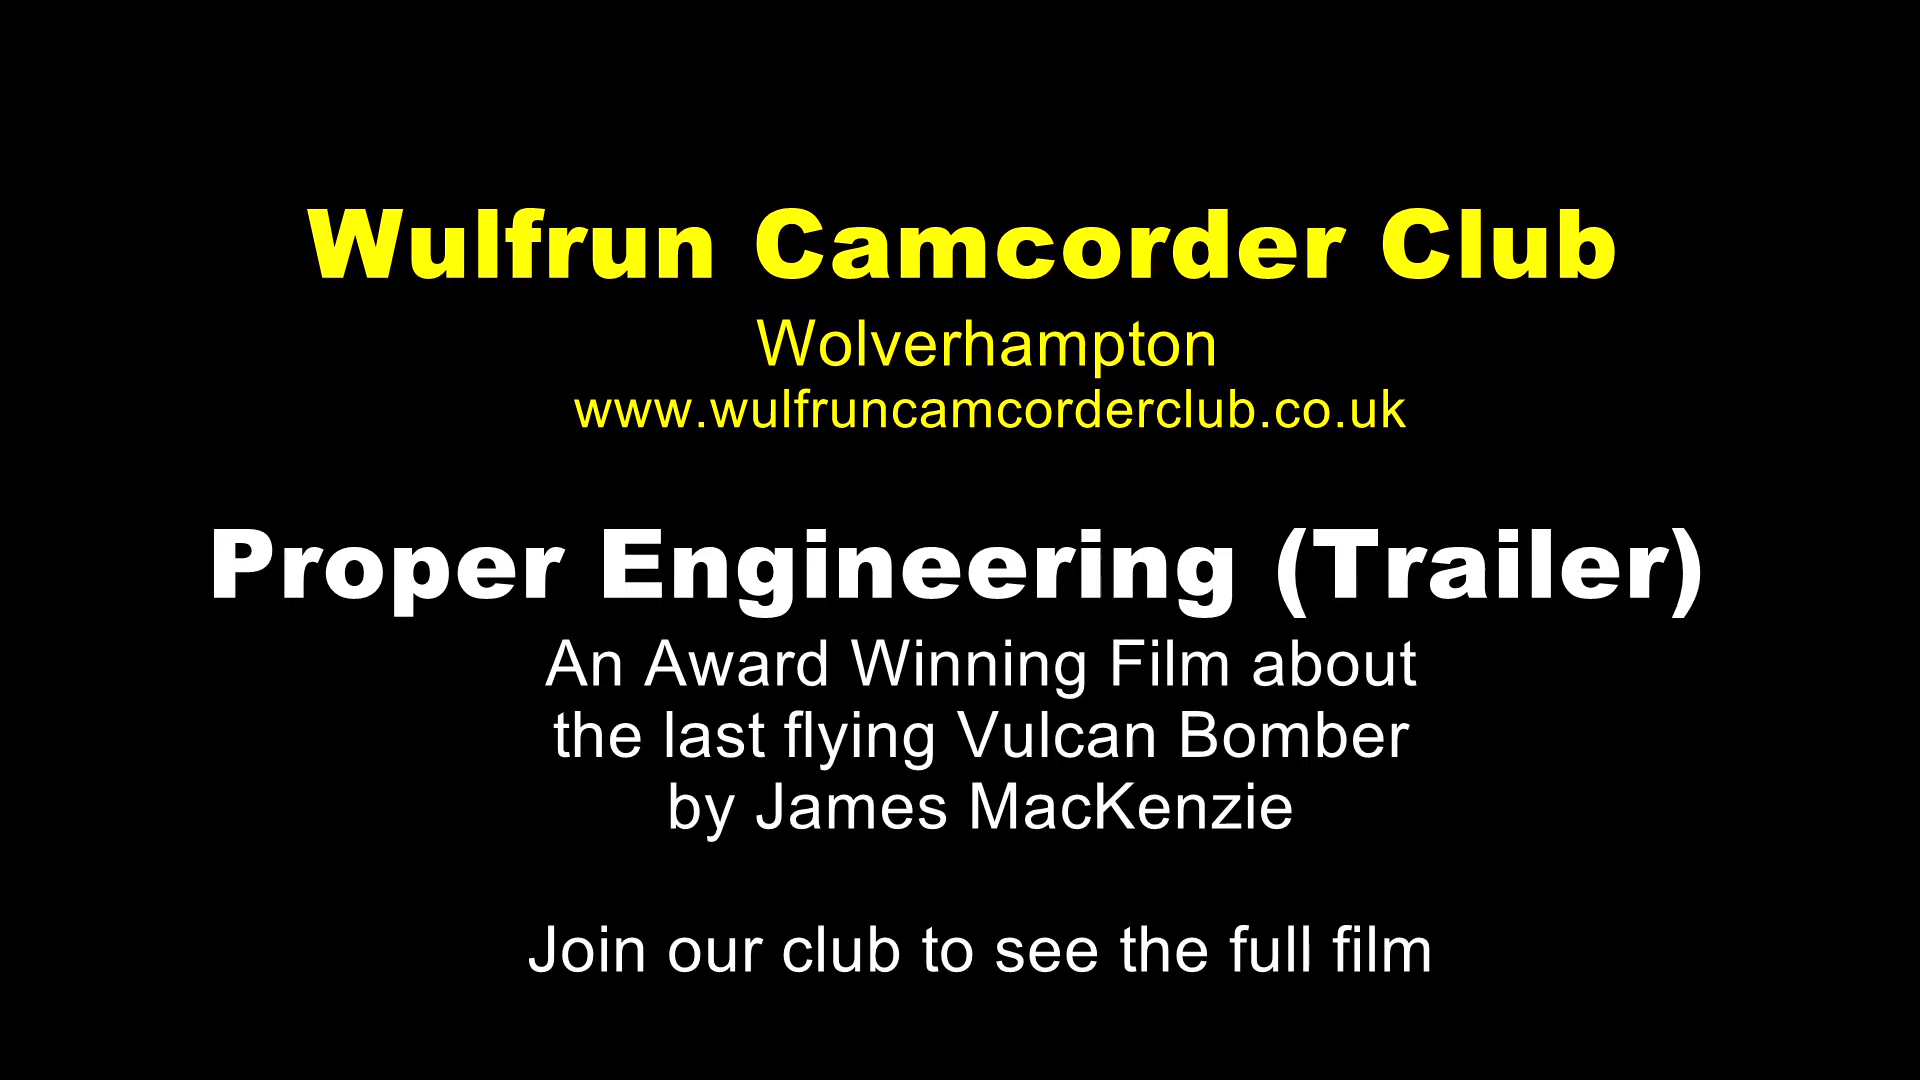 Wulfrun Camcorder Club
Wolverhampton
www.wulfruncamcorderclub.co.uk
Proper Engineering (Trailer)
An Award Winning Film about
the last flying Vulcan Bomber
by James MacKenzie
Join our club to see the full film